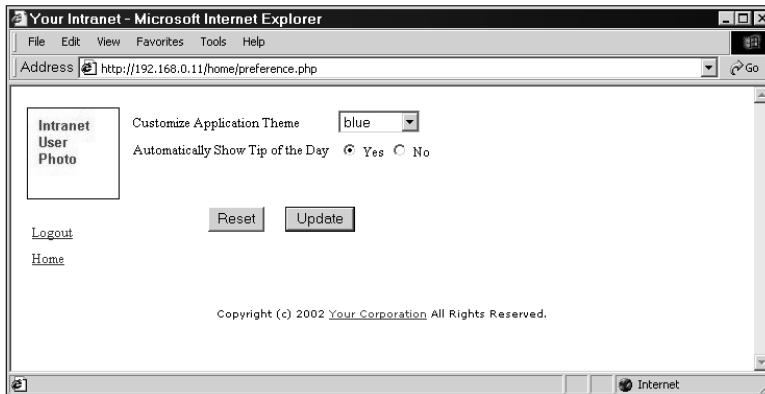 Your Intranet - Microsoft Internet Explorer
File Edit View Favorites Tools Help
Address http://192.168.0.11/home/preference.php Go
Intranet
User
Photo
Customize Application Theme blue
Automatically Show Tip of the Day Yes No
Reset Update
Logout
Home
Copyright (c) 2002 Your Corporation All Rights Reserved.
Internet